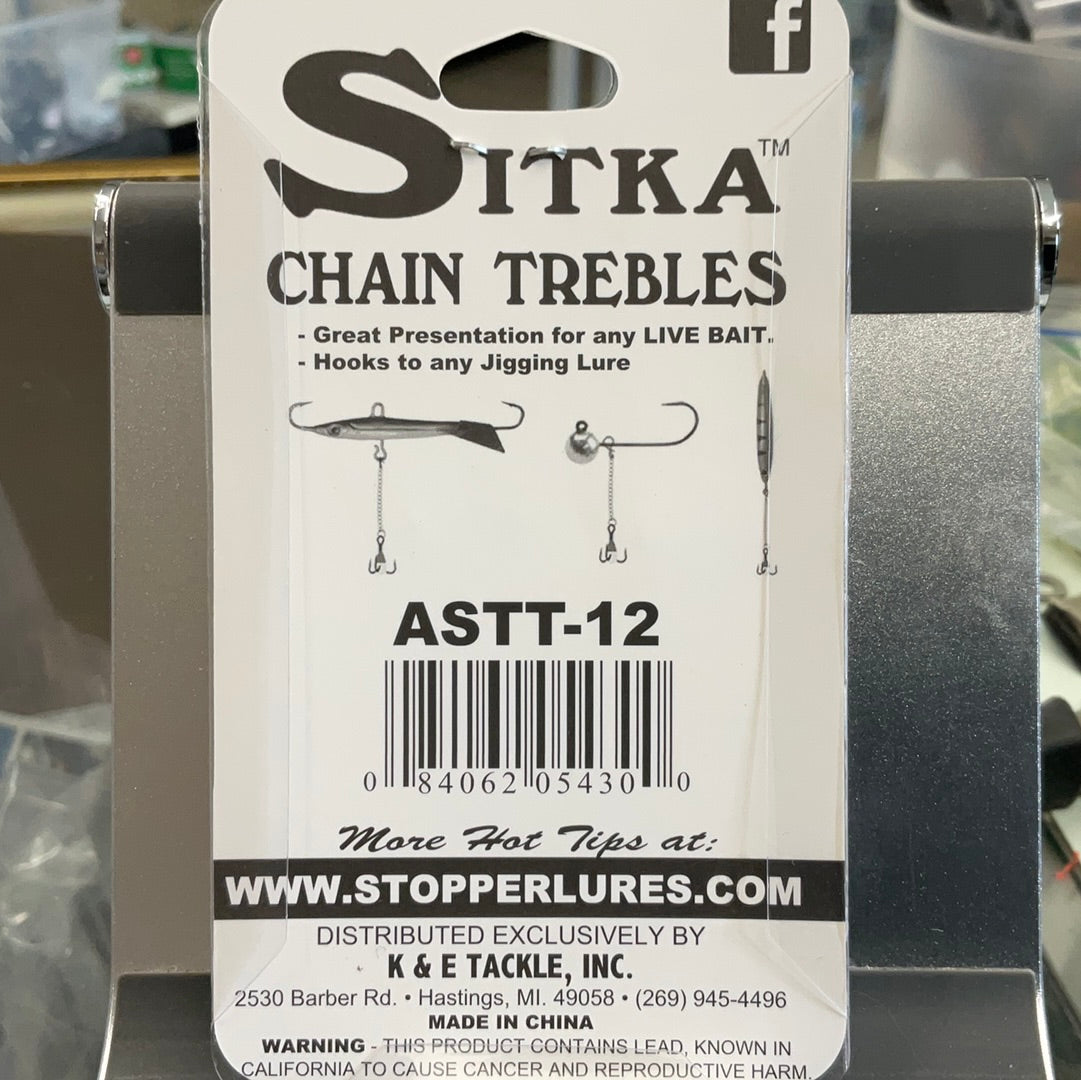 f
SITKA™
CHAIN TREBLES
- Great Presentation for any LIVE BAIT.
- Hooks to any Jigging Lure
ASTT-12
0 84062 05430 0
More Hot Tips at:
WWW.STOPPERLURES.COM
DISTRIBUTED EXCLUSIVELY BY
K & E TACKLE, INC.
2530 Barber Rd. • Hastings, MI. 49058 • (269) 945-4496
MADE IN CHINA
WARNING - THIS PRODUCT CONTAINS LEAD, KNOWN IN
CALIFORNIA TO CAUSE CANCER AND REPRODUCTIVE HARM.